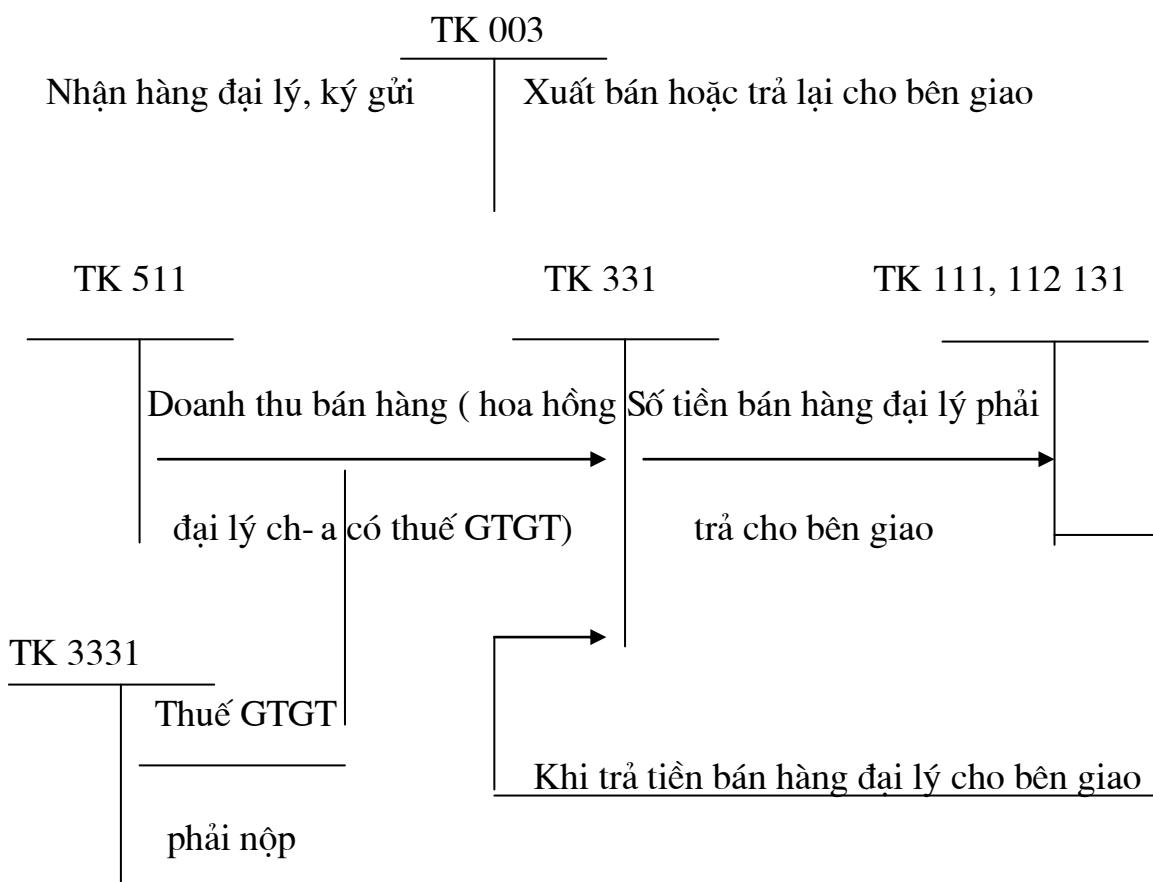 TK 003
Nhận hàng đại lý, ký gửi Xuất bán hoặc trả lại cho bên giao
TK 511 TK 331 TK 111, 112 131
Doanh thu bán hàng ( hoa hồng Số tiền bán hàng đại lý phải
đại lý ch- a có thuế GTGT) trả cho bên giao
TK 3331
Thuế GTGT
Khi trả tiền bán hàng đại lý cho bên giao
phải nộp